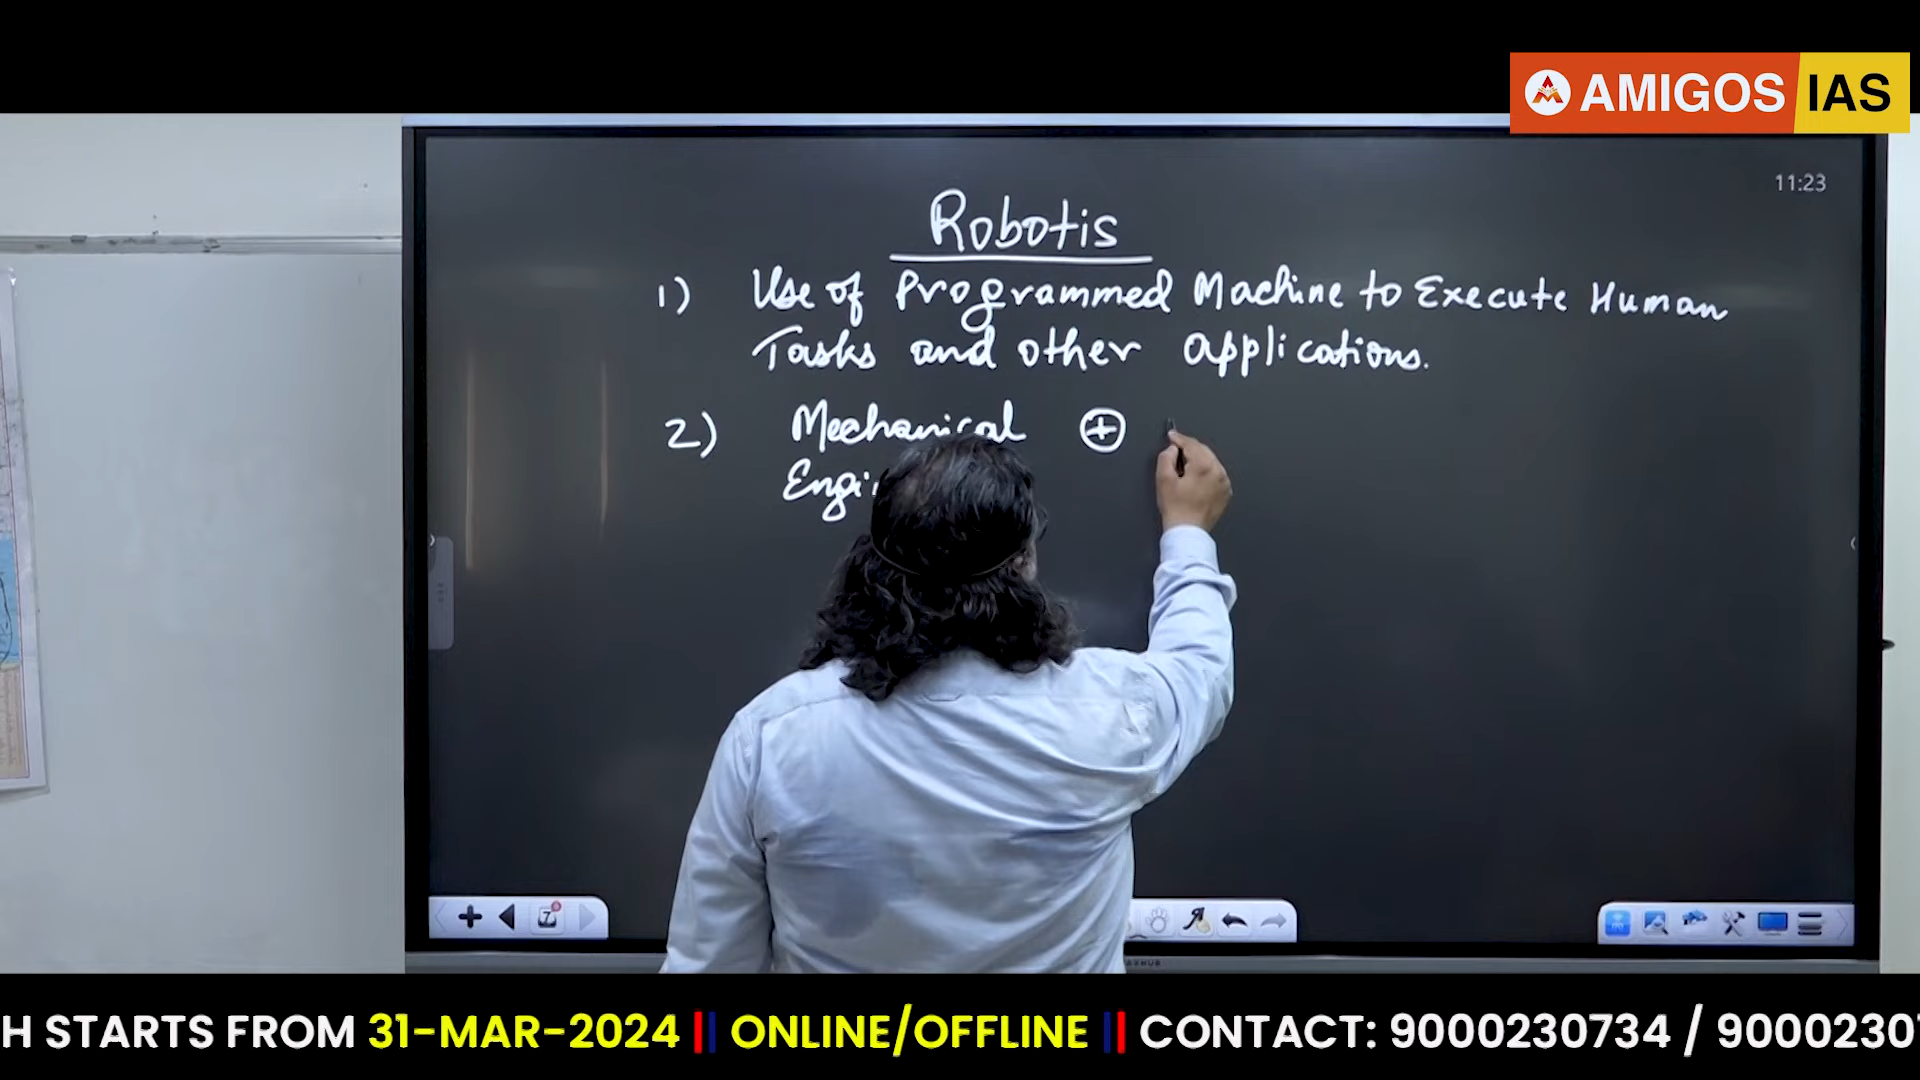 AMIGOS IAS
11:23
Robotis
1) Use of Programmed Machine to Execute Human
Tasks and other applications.
2) Mechanical +
H STARTS FROM 31-MAR-2024 || ONLINE/OFFLINE || CONTACT: 9000230734 /